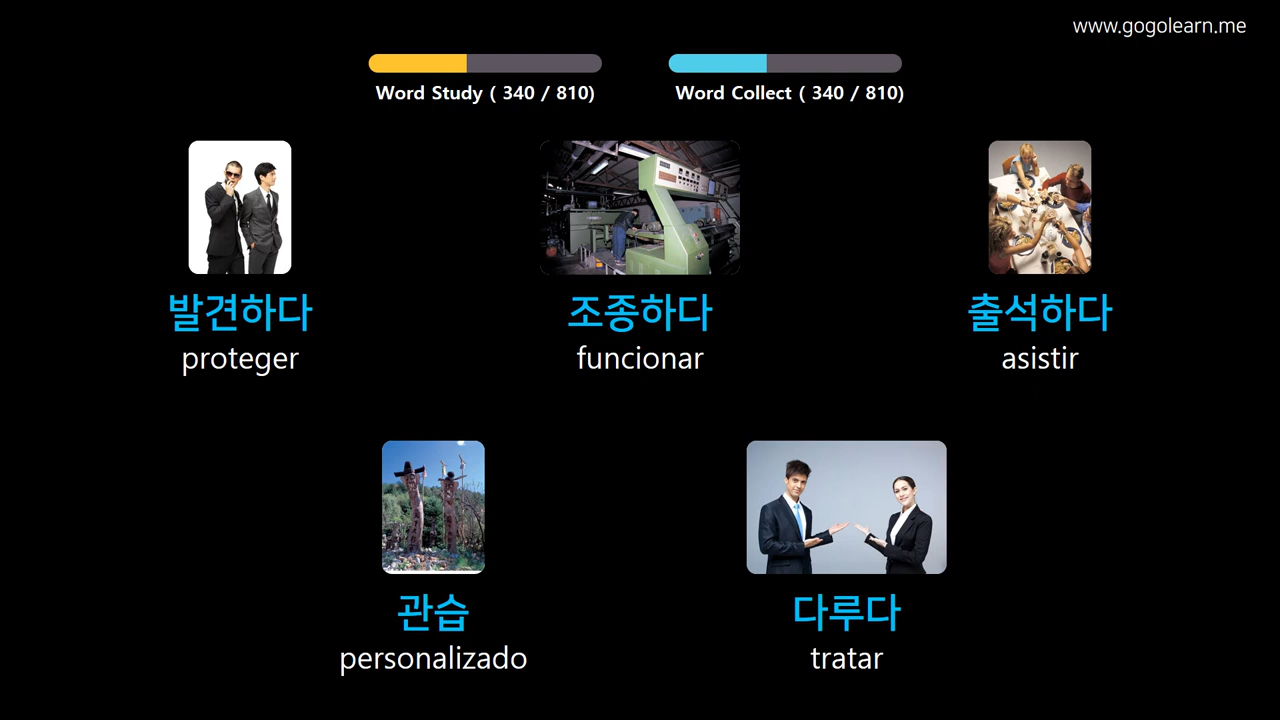 www.gogolearn.me
Word Study ( 340 / 810)
Word Collect ( 340 / 810)
발견하다
proteger
조종하다
funcionar
출석하다
asistir
관습
personalizado
다루다
tratar